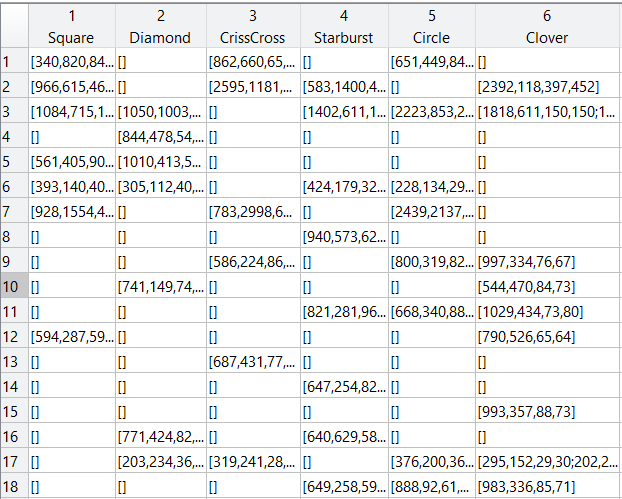 1 2 3 4 5 6
Square Diamond CrissCross Starburst Circle Clover
1 [340,820,84... [] [862,660,65,... [] [651,449,84... []
2 [966,615,46... [] [2595,1181,... [583,1400,4... [] [2392,118,397,452]
3 [1084,715,1... [1050,1003,... [] [1402,611,1... [2223,853,2... [1818,611,150,150;1...
4 [] [844,478,54,... [] [] [] []
5 [561,405,90... [1010,413,5... [] [] [] []
6 [393,140,40... [305,112,40,... [] [424,179,32... [228,134,29... []
7 [928,1554,4... [] [783,2998,6... [] [2439,2137,... []
8 [] [] [] [940,573,62... [] []
9 [] [] [586,224,86,... [] [800,319,82... [997,334,76,67]
10 [] [741,149,74,... [] [] [] [544,470,84,73]
11 [] [] [] [821,281,96... [668,340,88... [1029,434,73,80]
12 [594,287,59... [] [] [] [] [790,526,65,64]
13 [] [] [687,431,77,... [] [] []
14 [] [] [] [647,254,82... [] []
15 [] [] [] [] [] [993,357,88,73]
16 [] [771,424,82,... [] [640,629,58... [] []
17 [] [203,234,36,... [319,241,28,... [] [376,200,36... [295,152,29,30;202,2...
18 [] [] [] [649,258,59... [888,92,61,... [983,336,85,71]